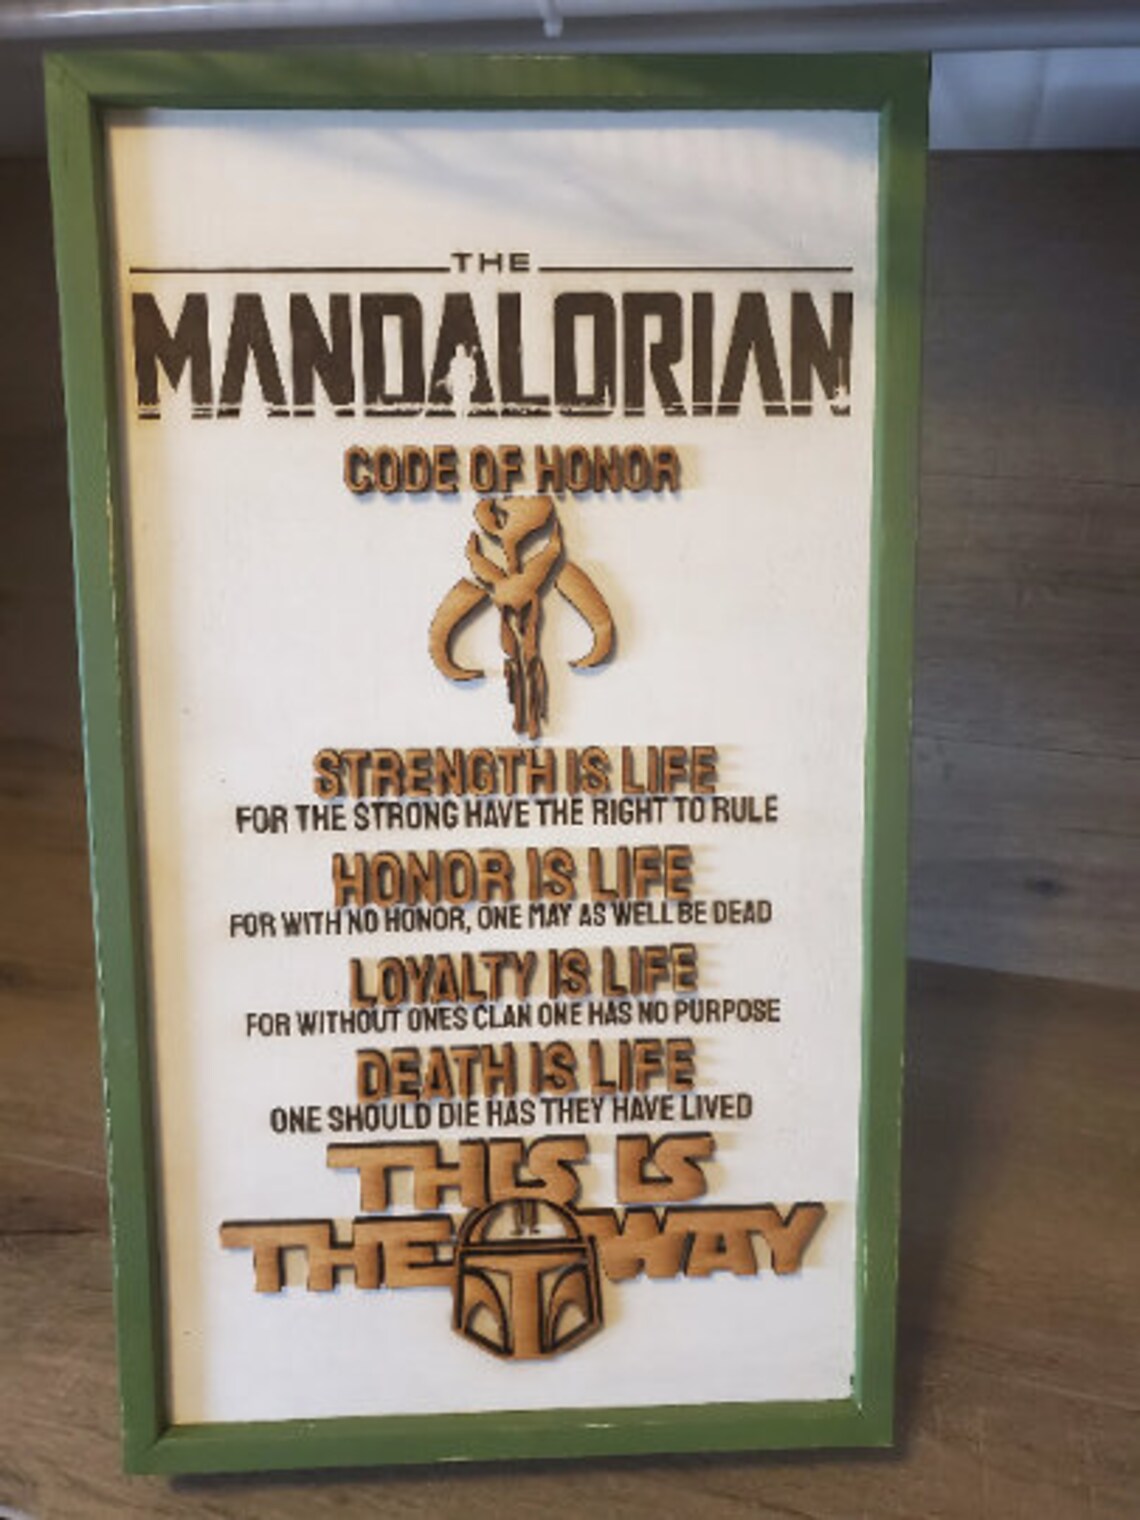 THE
MANDALORIAN
CODE OF HONOR
STRENGTH IS LIFE
FOR THE STRONG HAVE THE RIGHT TO RULE
HONOR IS LIFE
FOR WITH NO HONOR, ONE MAY AS WELL BE DEAD
LOYALTY IS LIFE
FOR WITHOUT ONES CLAN ONE HAS NO PURPOSE
DEATH IS LIFE
ONE SHOULD DIE HAS THEY HAVE LIVED
THIS IS
THE WAY